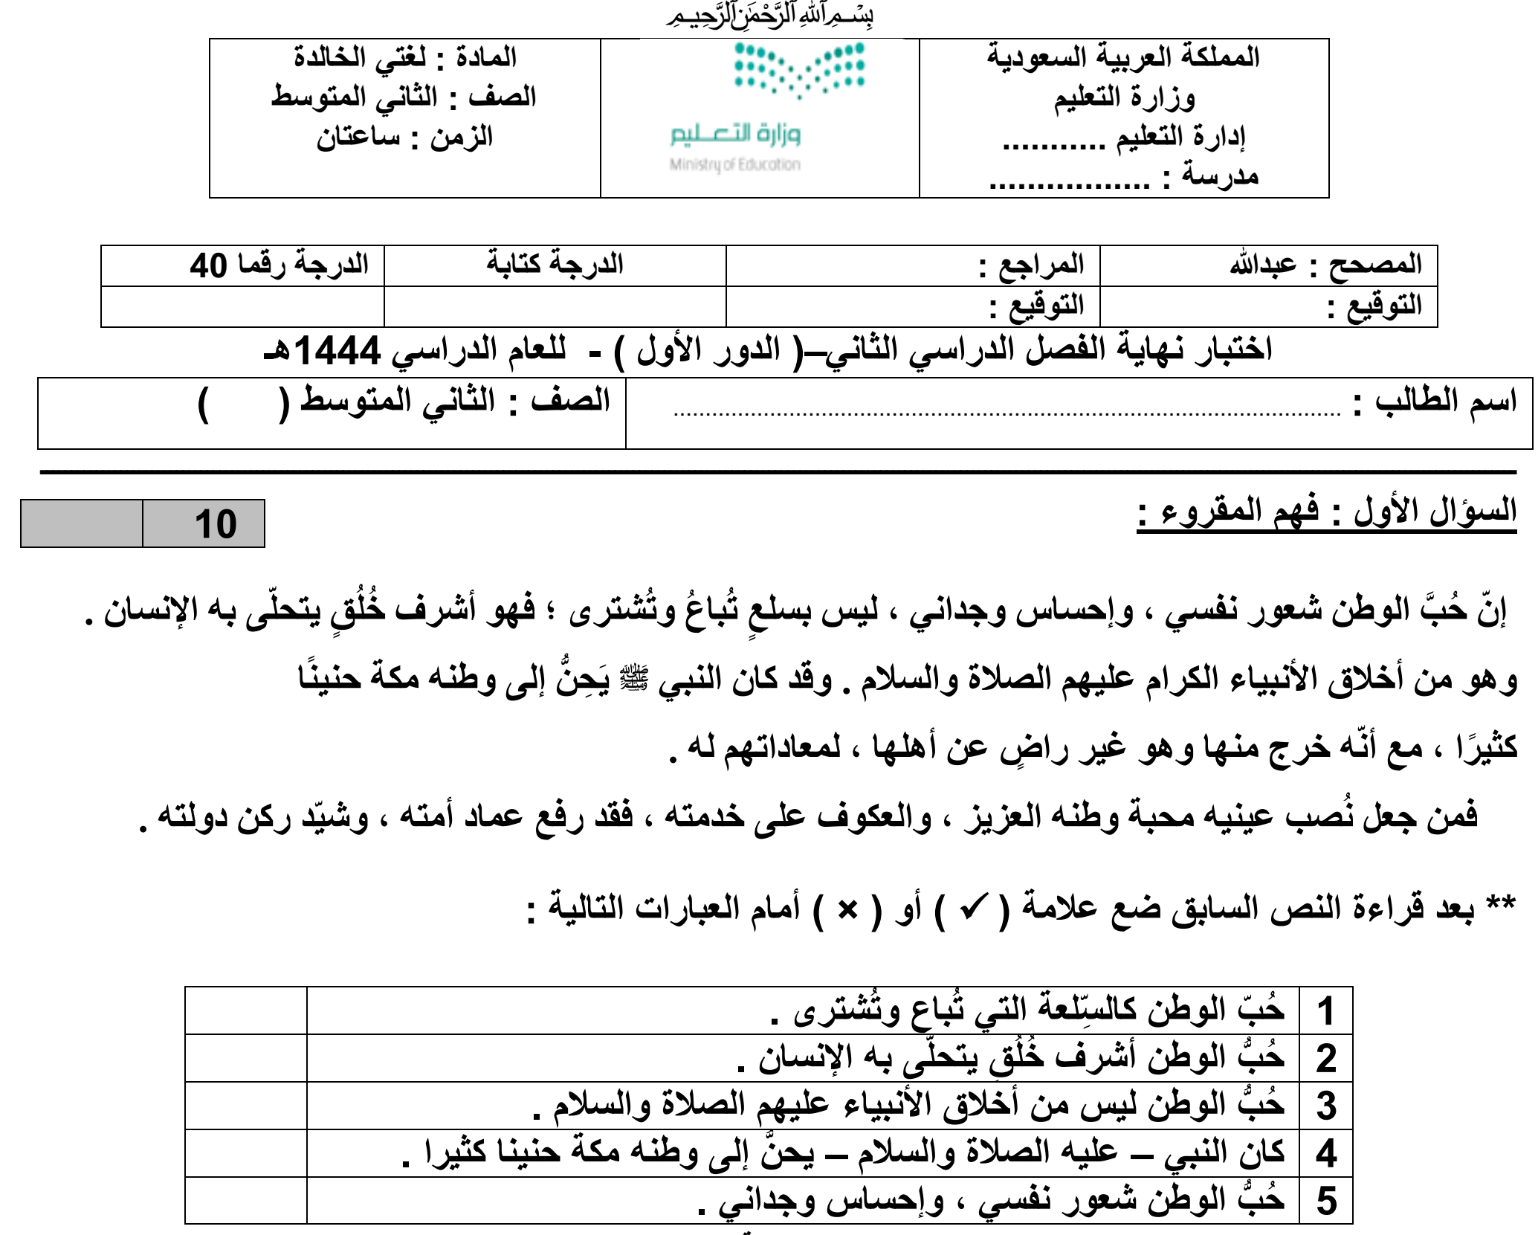 بِسْمِ اللَّهِ الرَّحْمَٰنِ الرَّحِيمِ
المملكة العربية السعودية
وزارة التعليم
إدارة التعليم ...........
مدرسة : .................
وزارة التعليم
Ministry of Education
المادة : لغتي الخالدة
الصف : الثاني المتوسط
الزمن : ساعتان
المصحح : عبدالله المراجع : الدرجة كتابة الدرجة رقما 40
التوقيع : التوقيع :
اختبار نهاية الفصل الدراسي الثاني–( الدور الأول ) - للعام الدراسي 1444هـ
اسم الطالب : ........................................ الصف : الثاني المتوسط ( )
السؤال الأول : فهم المقروء :
10
إنّ حُبَّ الوطن شعور نفسي ، وإحساس وجداني ، ليس بسلعٍ تُباعُ وتُشترى ؛ فهو أشرف خُلُقٍ يتحلّى به الإنسان .
وهو من أخلاق الأنبياء الكرام عليهم الصلاة والسلام . وقد كان النبي ﷺ يَحِنُّ إلى وطنه مكة حنينًا
كثيرًا ، مع أنّه خرج منها وهو غير راضٍ عن أهلها ، لمعاداتهم له .
فمن جعل نُصب عينيه محبة وطنه العزيز ، والعكوف على خدمته ، فقد رفع عماد أمته ، وشيّد ركن دولته .
** بعد قراءة النص السابق ضع علامة ( ✓ ) أو ( × ) أمام العبارات التالية :
1 حُبّ الوطن كالسِّلعة التي تُباع وتُشترى .
2 حُبُّ الوطن أشرف خُلُقٍ يتحلّى به الإنسان .
3 حُبُّ الوطن ليس من أخلاق الأنبياء عليهم الصلاة والسلام .
4 كان النبي – عليه الصلاة والسلام – يحنَّ إلى وطنه مكة حنينا كثيرا .
5 حُبُّ الوطن شعور نفسي ، وإحساس وجداني .